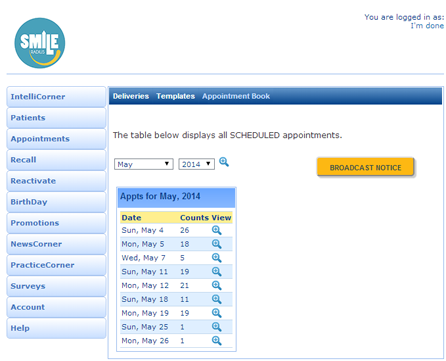 You are logged in as:
I'm done
SMILE
IntelliCorner
Patients
Appointments
Recall
Reactivate
BirthDay
Promotions
NewsCorner
PracticeCorner
Surveys
Account
Help
Deliveries Templates Appointment Book
The table below displays all SCHEDULED appointments.
May 2014
BROADCAST NOTICE
Appts for May, 2014
Date Counts View
Sun, May 4 26
Mon, May 5 18
Wed, May 7 5
Sun, May 11 19
Mon, May 12 21
Sun, May 18 11
Mon, May 19 19
Sun, May 25 1
Mon, May 26 1